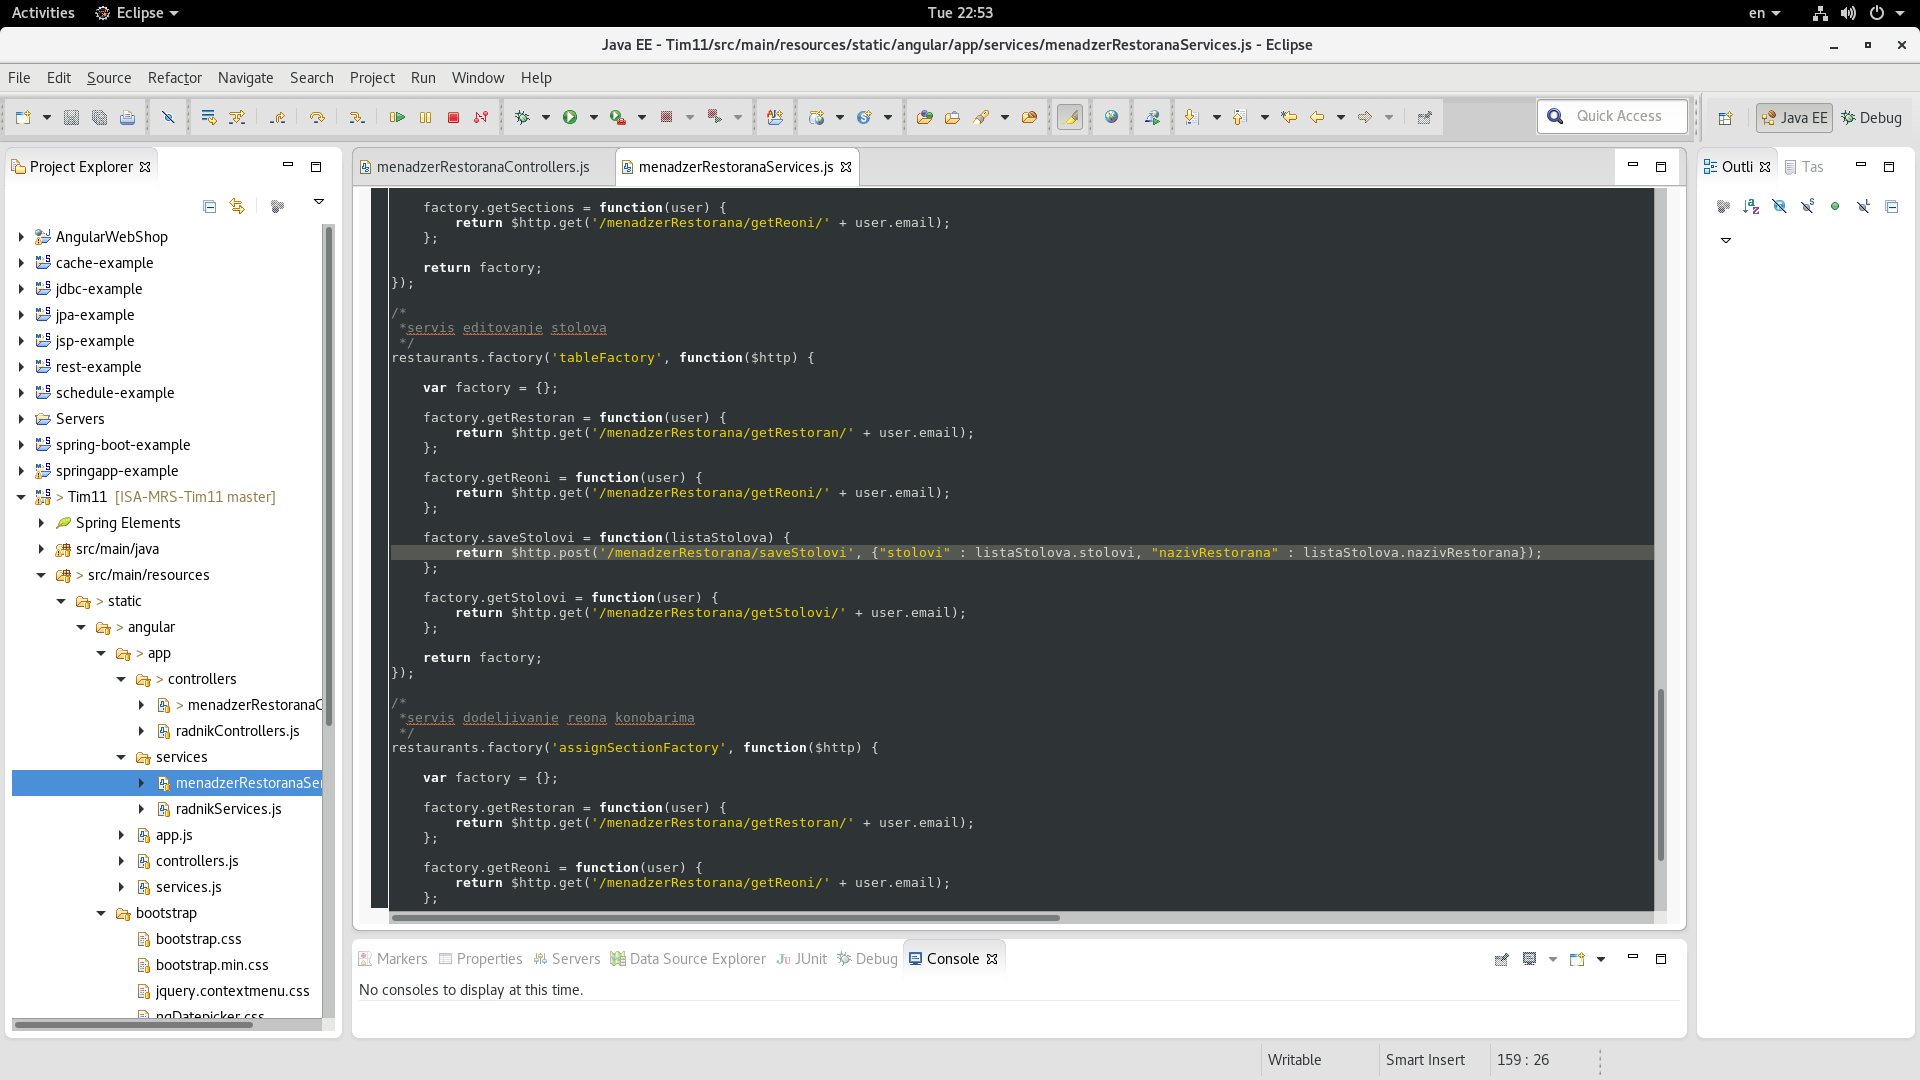 Activities
Eclipse
Tue 22:53
en
Java EE - Tim11/src/main/resources/static/angular/app/services/menadzerRestoranaServices.js - Eclipse
File Edit Source Refactor Navigate Search Project Run Window Help
Quick Access
Java EE
Debug
Project Explorer
AngularWebShop
cache-example
jdbc-example
jpa-example
jsp-example
rest-example
schedule-example
Servers
spring-boot-example
springapp-example
> Tim11 [ISA-MRS-Tim11 master]
Spring Elements
src/main/java
> src/main/resources
> static
> angular
> app
> controllers
> menadzerRestoranaC
radnikControllers.js
services
menadzerRestoranaSer
radnikServices.js
app.js
controllers.js
services.js
bootstrap
bootstrap.css
bootstrap.min.css
jquery.contextmenu.css
ngDatepicker.css
menadzerRestoranaControllers.js
menadzerRestoranaServices.js
factory.getSections = function(user) {
return $http.get('/menadzerRestorana/getReoni/' + user.email);
};
return factory;
});
/*
*servis editovanje stolova
*/
restaurants.factory('tableFactory', function($http) {
var factory = {};
factory.getRestoran = function(user) {
return $http.get('/menadzerRestorana/getRestoran/' + user.email);
};
factory.getReoni = function(user) {
return $http.get('/menadzerRestorana/getReoni/' + user.email);
};
factory.saveStolovi = function(listaStolova) {
return $http.post('/menadzerRestorana/saveStolovi', {"stolovi" : listaStolova.stolovi, "nazivRestorana" : listaStolova.nazivRestorana});
};
factory.getStolovi = function(user) {
return $http.get('/menadzerRestorana/getStolovi/' + user.email);
};
return factory;
});
/*
*servis dodeljivanje reona konobarima
*/
restaurants.factory('assignSectionFactory', function($http) {
var factory = {};
factory.getRestoran = function(user) {
return $http.get('/menadzerRestorana/getRestoran/' + user.email);
};
factory.getReoni = function(user) {
return $http.get('/menadzerRestorana/getReoni/' + user.email);
};
Markers
Properties
Servers
Data Source Explorer
JUnit
Debug
Console
No consoles to display at this time.
Outli
Tas
Writable
Smart Insert
159 : 26